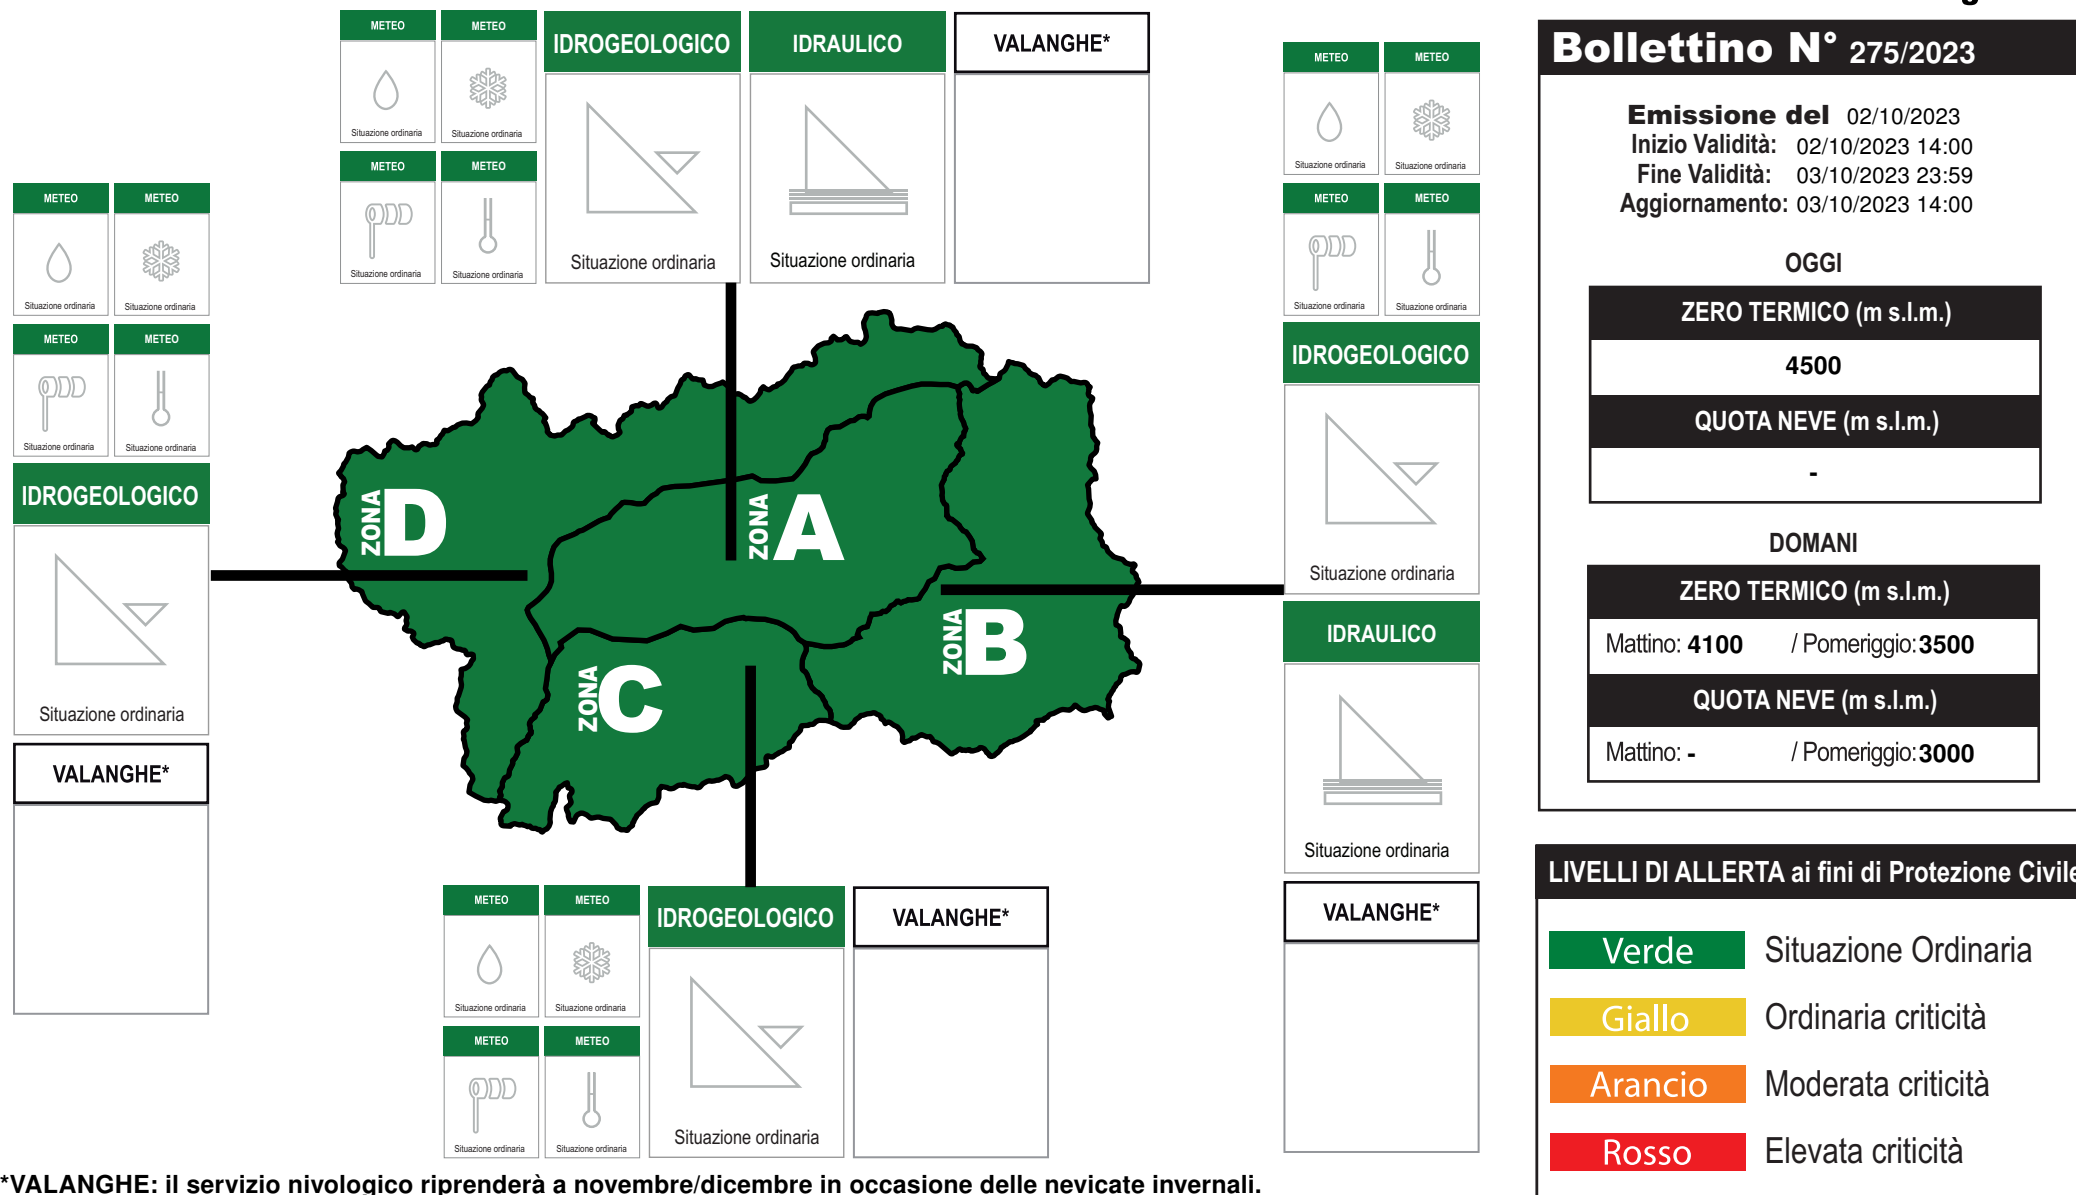 METEO
METEO
Situazione ordinaria
Situazione ordinaria
METEO
METEO
Situazione ordinaria
Situazione ordinaria
IDROGEOLOGICO
Situazione ordinaria
IDRAULICO
Situazione ordinaria
VALANGHE*
METEO
METEO
Situazione ordinaria
Situazione ordinaria
METEO
METEO
Situazione ordinaria
Situazione ordinaria
IDROGEOLOGICO
Situazione ordinaria
VALANGHE*
ZONA D
ZONA A
ZONA B
ZONA C
METEO
METEO
Situazione ordinaria
Situazione ordinaria
METEO
METEO
Situazione ordinaria
Situazione ordinaria
IDROGEOLOGICO
Situazione ordinaria
IDRAULICO
Situazione ordinaria
VALANGHE*
METEO
METEO
Situazione ordinaria
Situazione ordinaria
METEO
METEO
Situazione ordinaria
Situazione ordinaria
IDROGEOLOGICO
Situazione ordinaria
VALANGHE*
*VALANGHE: il servizio nivologico riprenderà a novembre/dicembre in occasione delle nevicate invernali.
Bollettino N° 275/2023
Emissione del 02/10/2023
Inizio Validità: 02/10/2023 14:00
Fine Validità: 03/10/2023 23:59
Aggiornamento: 03/10/2023 14:00
OGGI
ZERO TERMICO (m s.l.m.)
4500
QUOTA NEVE (m s.l.m.)
-
DOMANI
ZERO TERMICO (m s.l.m.)
Mattino: 4100 / Pomeriggio: 3500
QUOTA NEVE (m s.l.m.)
Mattino: - / Pomeriggio: 3000
LIVELLI DI ALLERTA ai fini di Protezione Civile
Verde Situazione Ordinaria
Giallo Ordinaria criticità
Arancio Moderata criticità
Rosso Elevata criticità